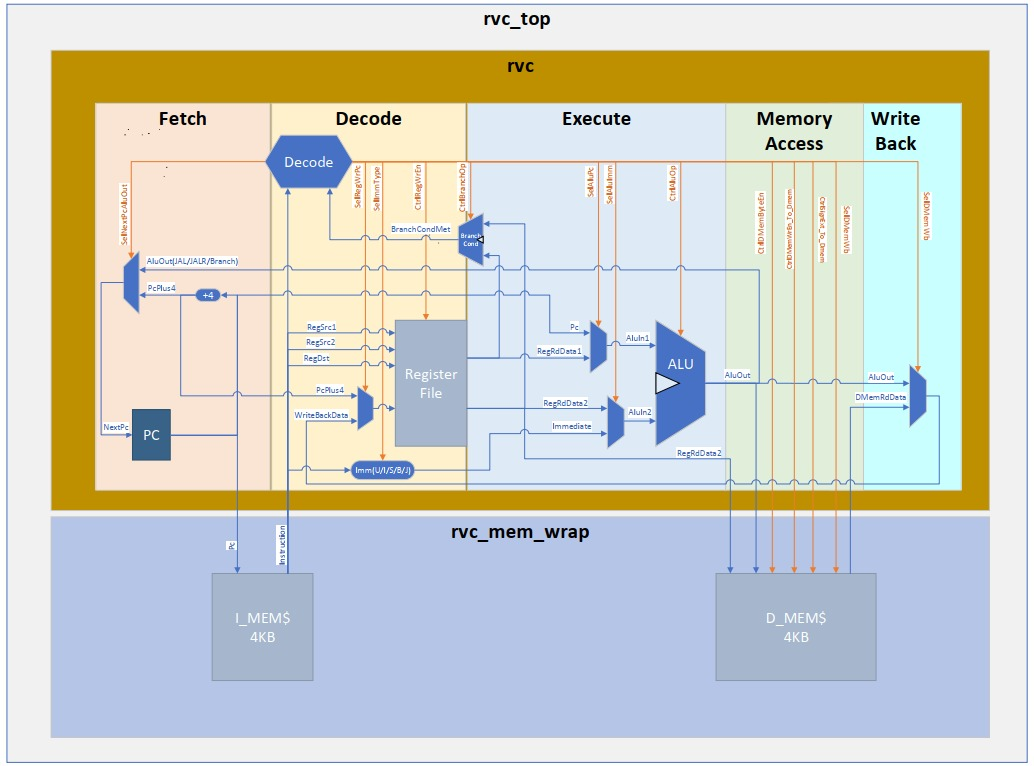 rvc_top
rvc
Fetch
Decode
Execute
Memory
Access
Write
Back
Decode
SelNextPcAluOut
SelRegWrPc
SelImmType
CtrlRegWrEn
CtrlBranchOp
SelAluPc
SelAluImm
CtrlAluOp
CtrlDMemByteEn
CtrlDMemWrEn_To_Dmem
CtrlSignExt_To_Dmem
SelDMemWb
SelDMemWb
BranchCondMet
Branch
Cond
AluOut(JAL/JALR/Branch)
PcPlus4
+4
RegSrc1
RegSrc2
RegDst
Pc
AluIn1
RegRdData1
ALU
Register
File
AluOut
AluOut
PcPlus4
WriteBackData
RegRdData2
AluIn2
DMemRdData
Immediate
NextPc
PC
Imm(U/I/S/B/J)
RegRdData2
rvc_mem_wrap
Pc
Instruction
I_MEM$
4KB
D_MEM$
4KB